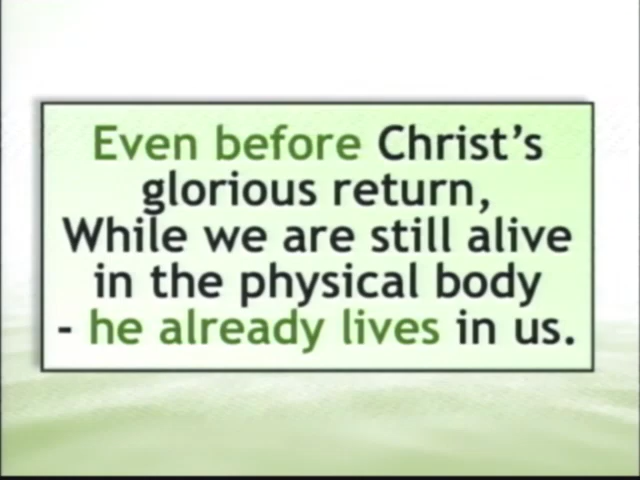 Even before Christ's
glorious return,
While we are still alive
in the physical body
- he already lives in us.